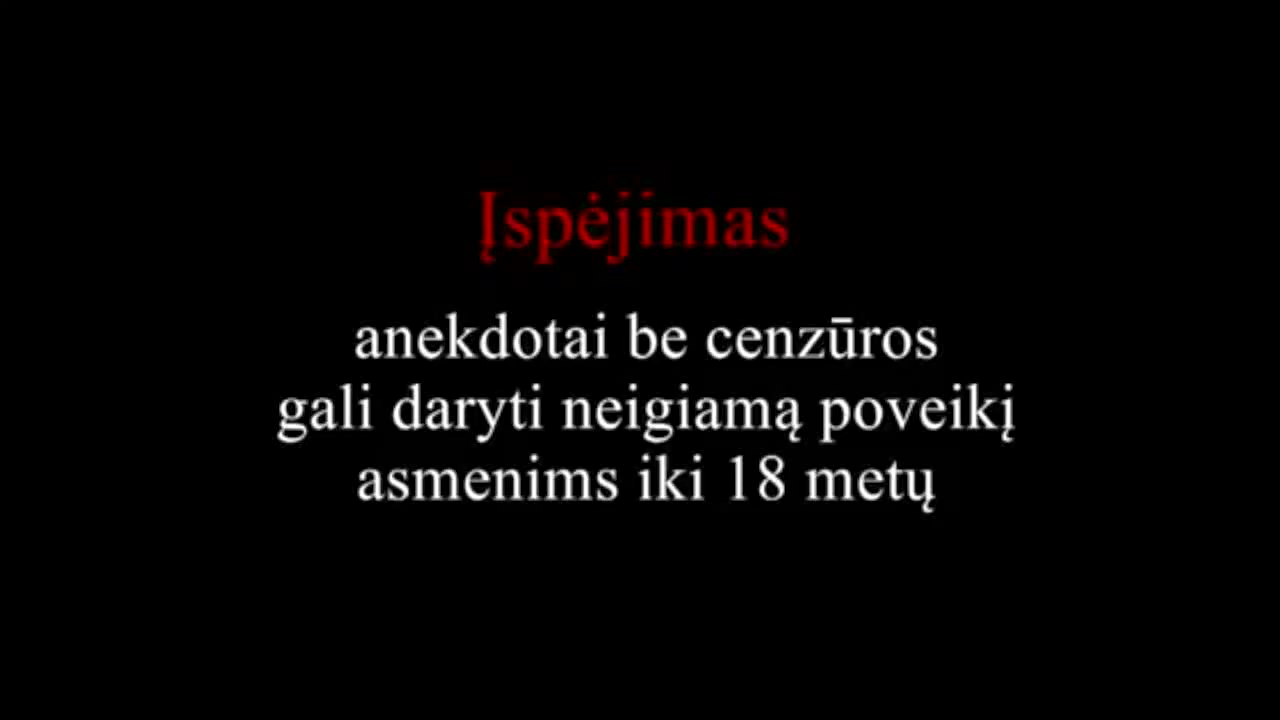 Įspėjimas
anekdotai be cenzūros
gali daryti neigiamą poveikį
asmenims iki 18 metų